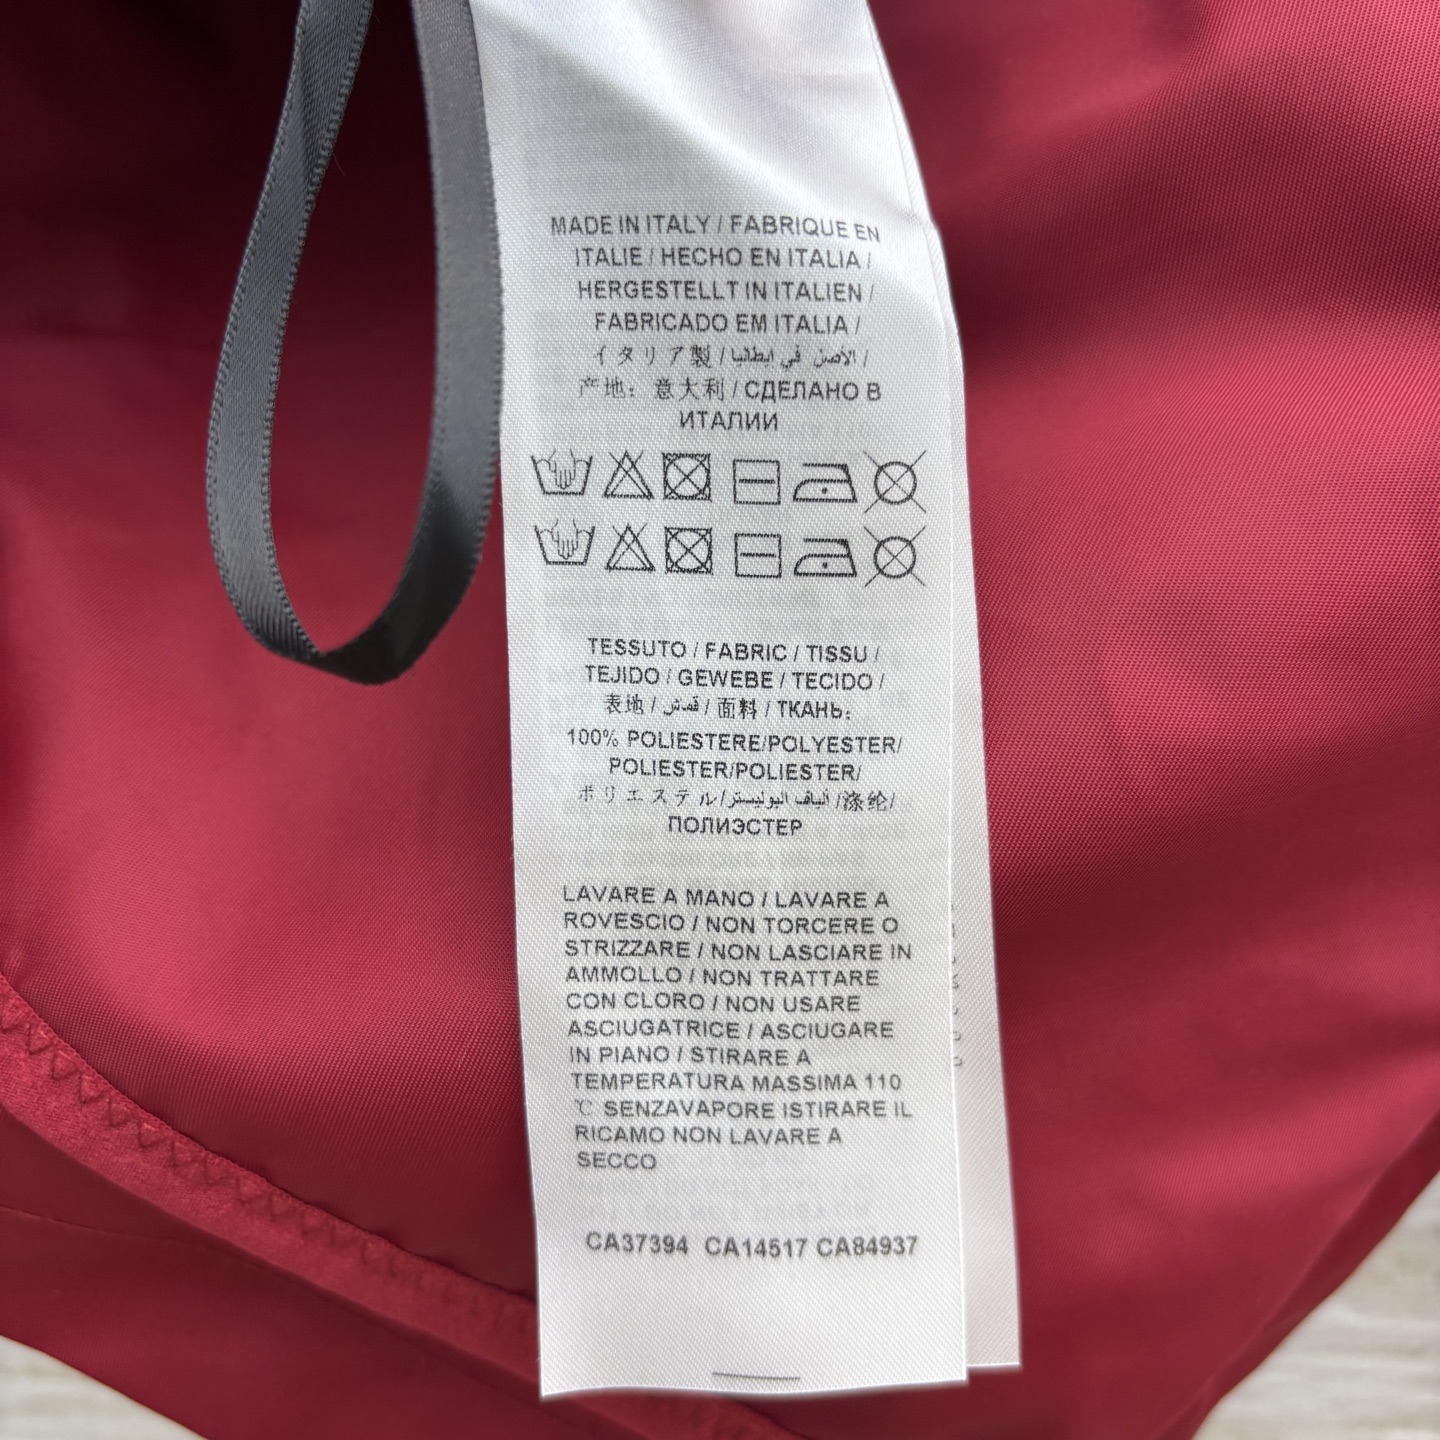 MADE IN ITALY / FABRIQUE EN
ITALIE / HECHO EN ITALIA /
HERGESTELLT IN ITALIEN /
FABRICADO EM ITALIA /
イタリア製 / الأصل في ايطاليا /
产地：意大利 / СДЕЛАНО В
ИТАЛИИ
TESSUTO / FABRIC / TISSU /
TEJIDO / GEWEBE / TECIDO /
表地 / قماش / 面料 / ТКАНЬ:
100% POLIESTERE/POLYESTER/
POLIESTER/POLIESTER/
ポリエステル/ألياف البوليستر/涤纶/
ПОЛИЭСТЕР
LAVARE A MANO / LAVARE A
ROVESCIO / NON TORCERE O
STRIZZARE / NON LASCIARE IN
AMMOLLO / NON TRATTARE
CON CLORO / NON USARE
ASCIUGATRICE / ASCIUGARE
IN PIANO / STIRARE A
TEMPERATURA MASSIMA 110
℃ SENZAVAPORE ISTIRARE IL
RICAMO NON LAVARE A
SECCO
CA37394 CA14517 CA84937